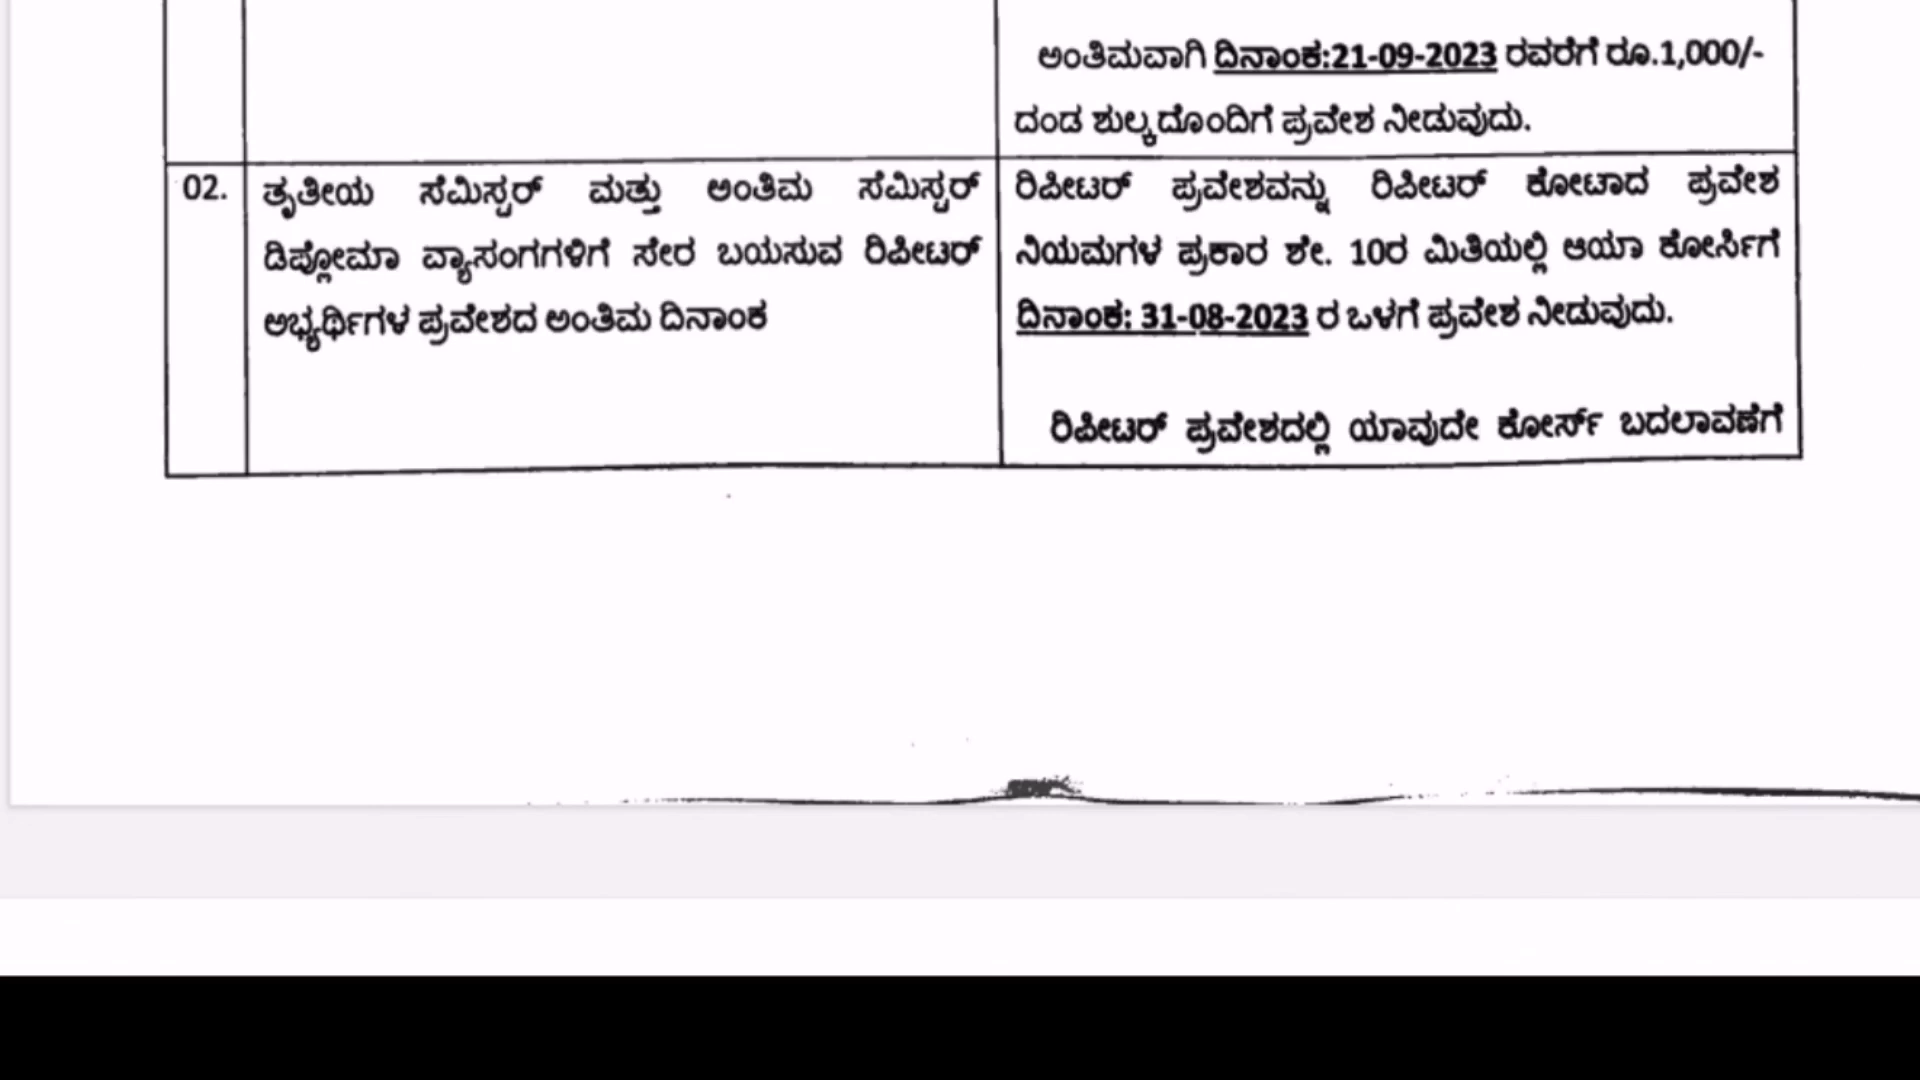 ಅಂತಿಮವಾಗಿ ದಿನಾಂಕ:21-09-2023 ರವರೆಗೆ ರೂ.1,000/-
ದಂಡ ಶುಲ್ಕದೊಂದಿಗೆ ಪ್ರವೇಶ ನೀಡುವುದು.
02.
ತೃತೀಯ ಸೆಮಿಸ್ಟರ್ ಮತ್ತು ಅಂತಿಮ ಸೆಮಿಸ್ಟರ್
ಡಿಪ್ಲೋಮಾ ವ್ಯಾಸಂಗಗಳಿಗೆ ಸೇರ ಬಯಸುವ ರಿಪೀಟರ್
ಅಭ್ಯರ್ಥಿಗಳ ಪ್ರವೇಶದ ಅಂತಿಮ ದಿನಾಂಕ
ರಿಪೀಟರ್ ಪ್ರವೇಶವನ್ನು ರಿಪೀಟರ್ ಕೋಟಾದ ಪ್ರವೇಶ
ನಿಯಮಗಳ ಪ್ರಕಾರ ಶೇ. 10ರ ಮಿತಿಯಲ್ಲಿ ಆಯಾ ಕೋರ್ಸಿಗೆ
ದಿನಾಂಕ: 31-08-2023 ರ ಒಳಗೆ ಪ್ರವೇಶ ನೀಡುವುದು.
ರಿಪೀಟರ್ ಪ್ರವೇಶದಲ್ಲಿ ಯಾವುದೇ ಕೋರ್ಸ್ ಬದಲಾವಣೆಗೆ